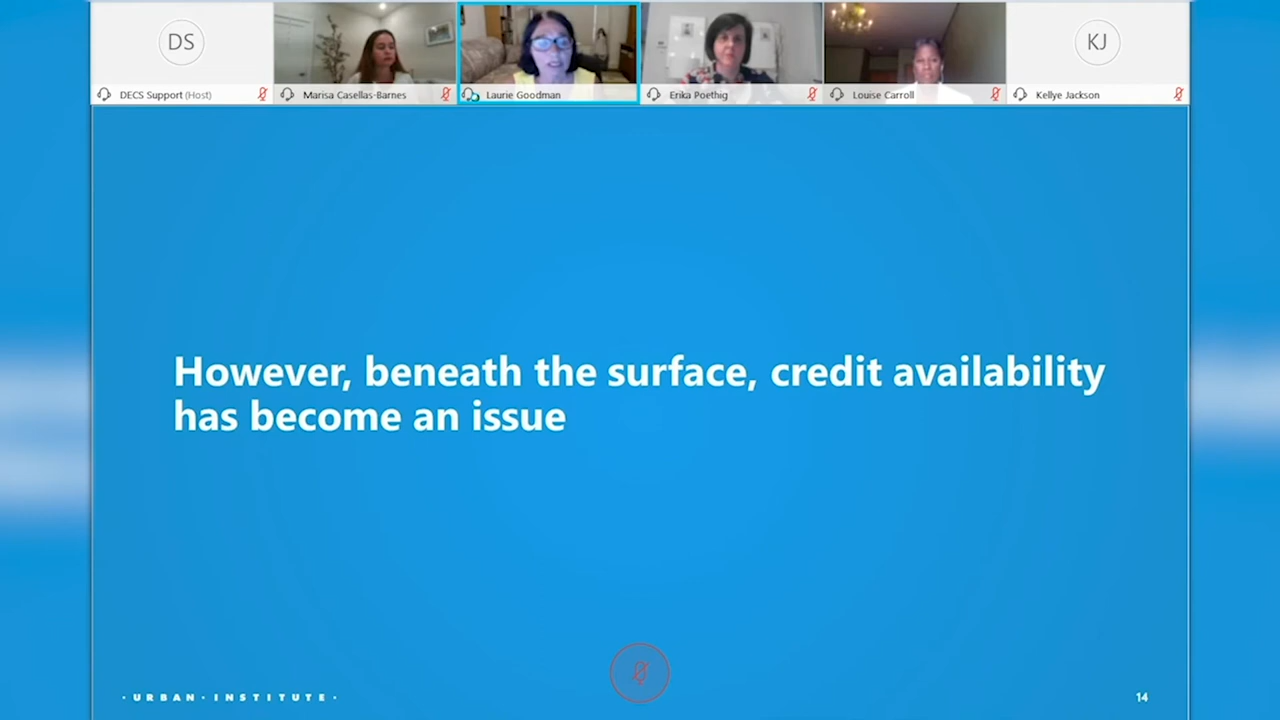 DS
KJ
DECS Support (Host)
Marisa Casellas-Barnes
Laurie Goodman
Erika Poethig
Louise Carroll
Kellye Jackson
However, beneath the surface, credit availability
has become an issue
· URBAN · INSTITUTE ·
14